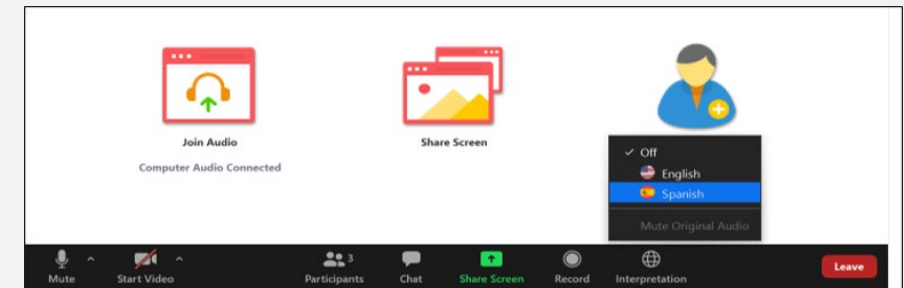 Join Audio
Computer Audio Connected
Share Screen
Off
English
Spanish
Mute Original Audio
Mute
Start Video
3
Participants
Chat
Share Screen
Record
Interpretation
Leave